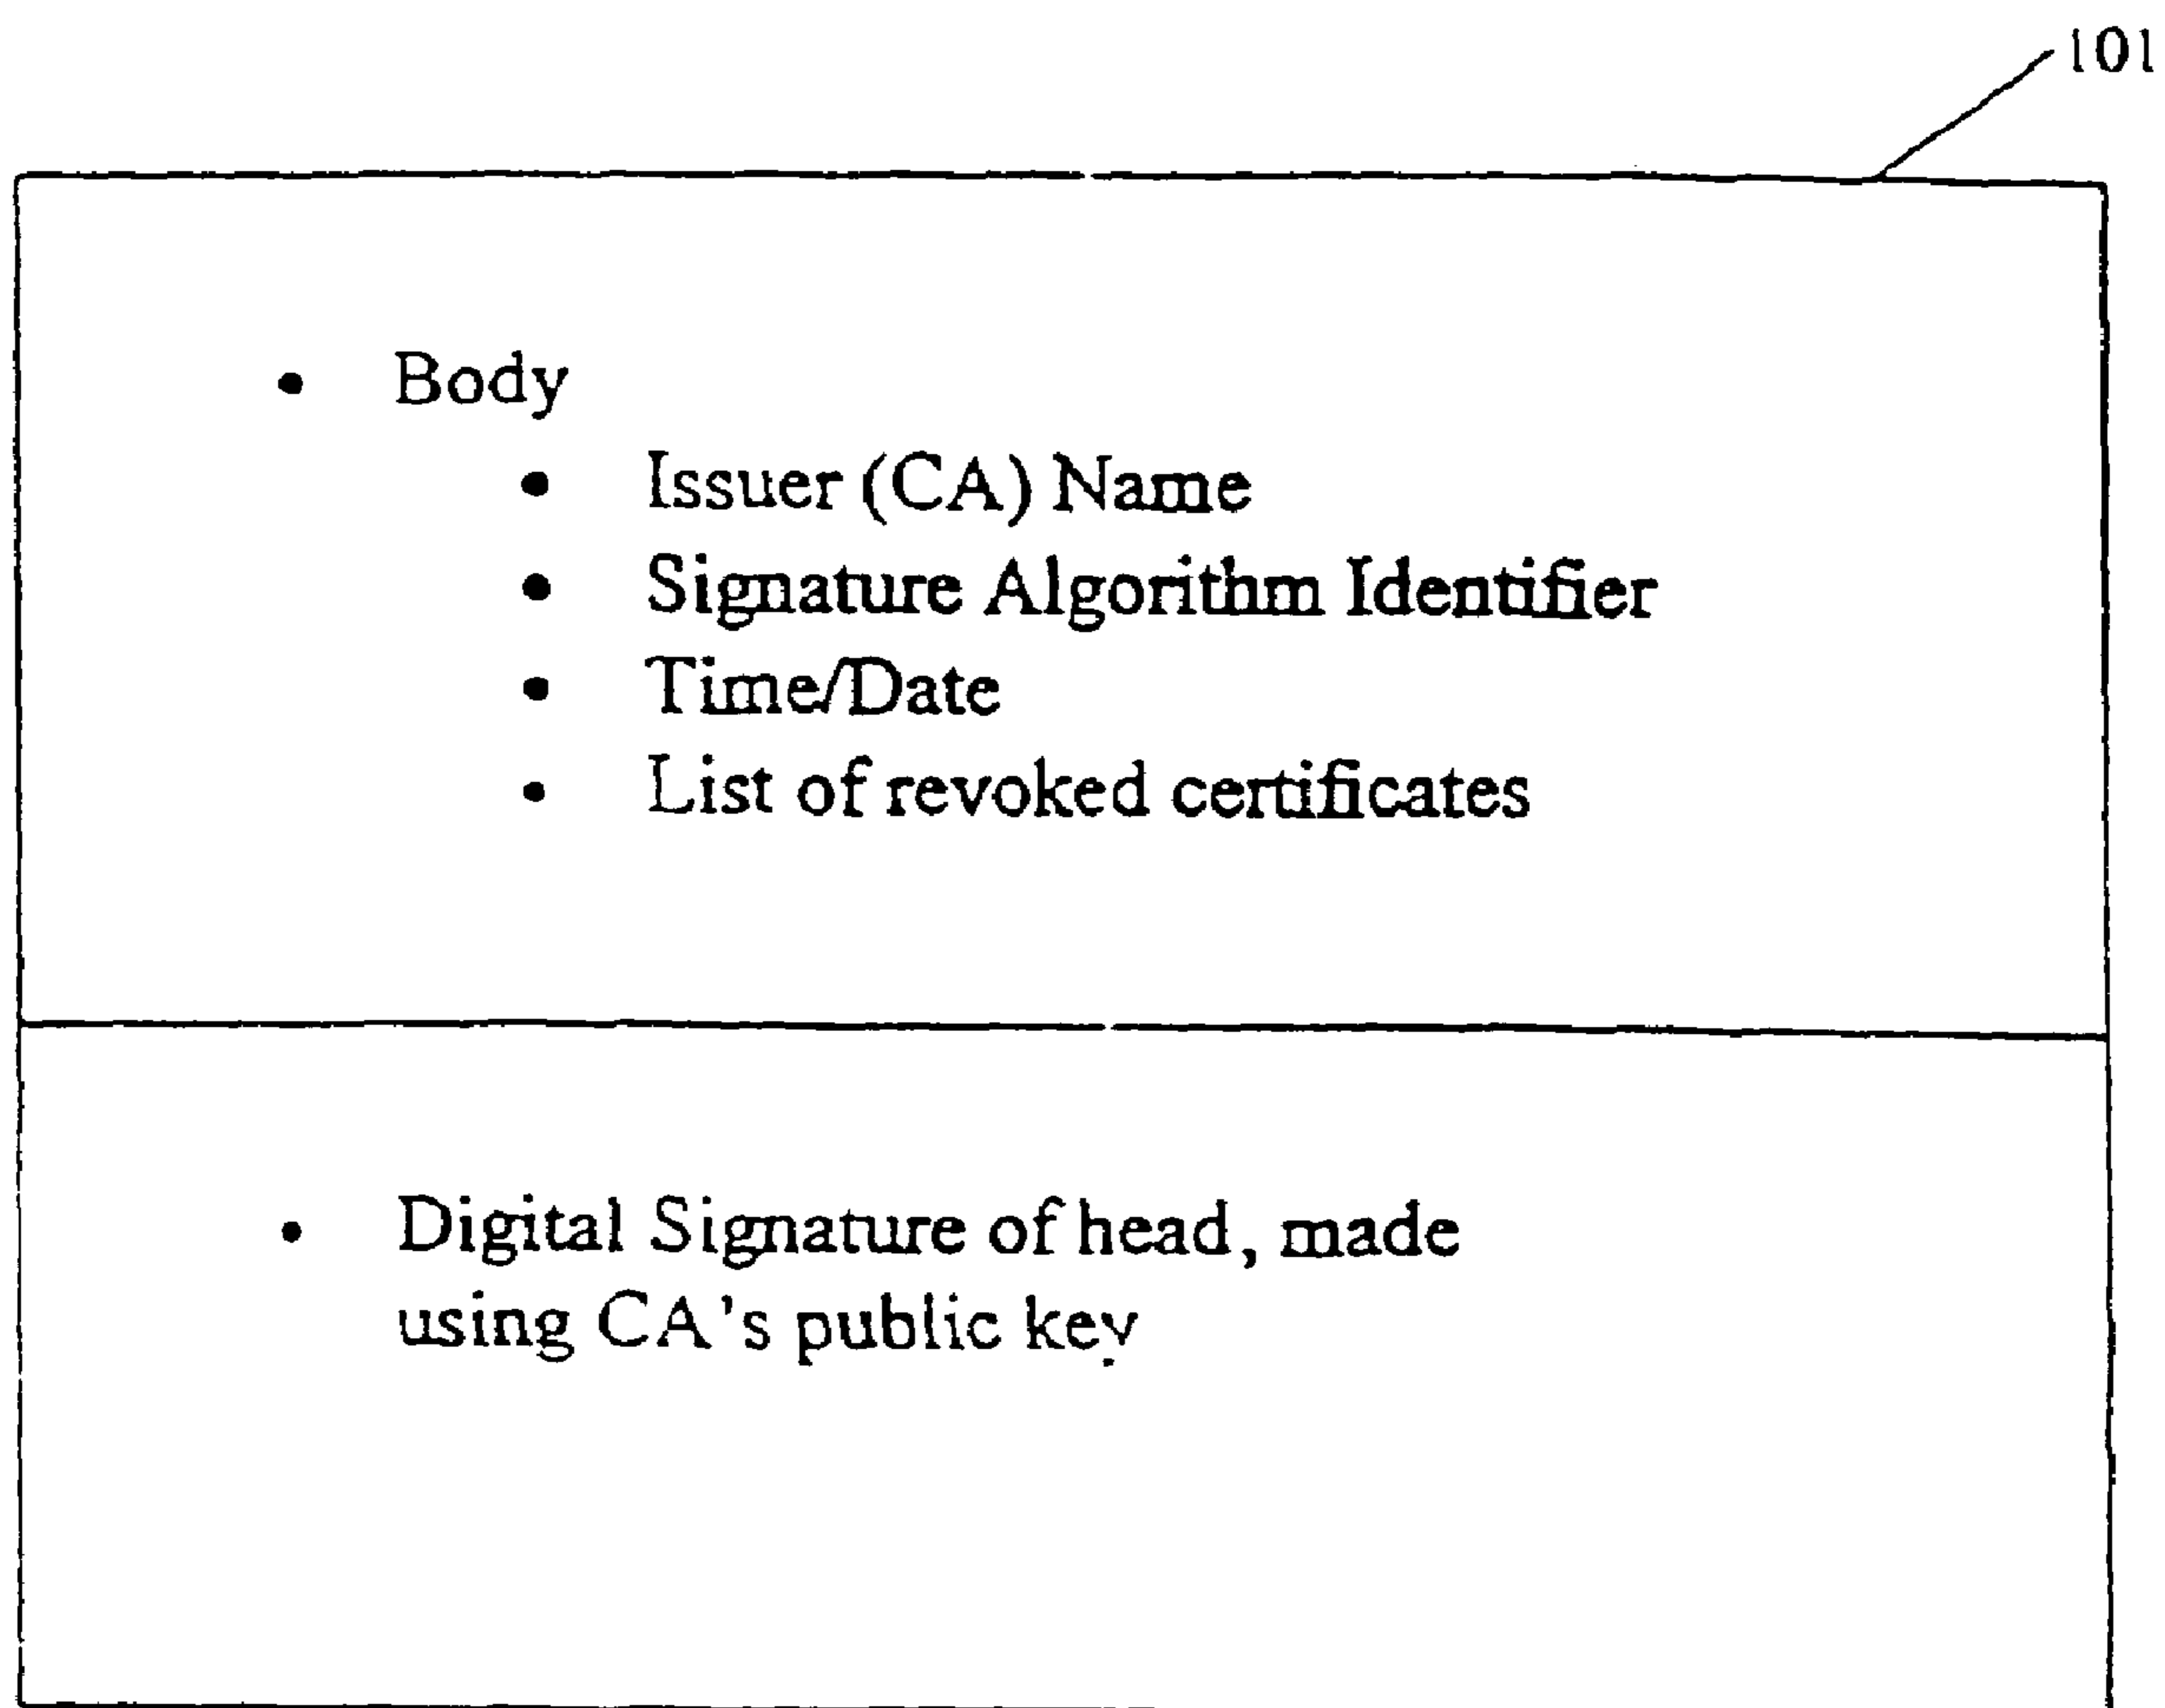 101
• Body
• Issuer (CA) Name
• Signature Algorithm Identifier
• Time/Date
• List of revoked certificates
• Digital Signature of head, made
using CA's public key